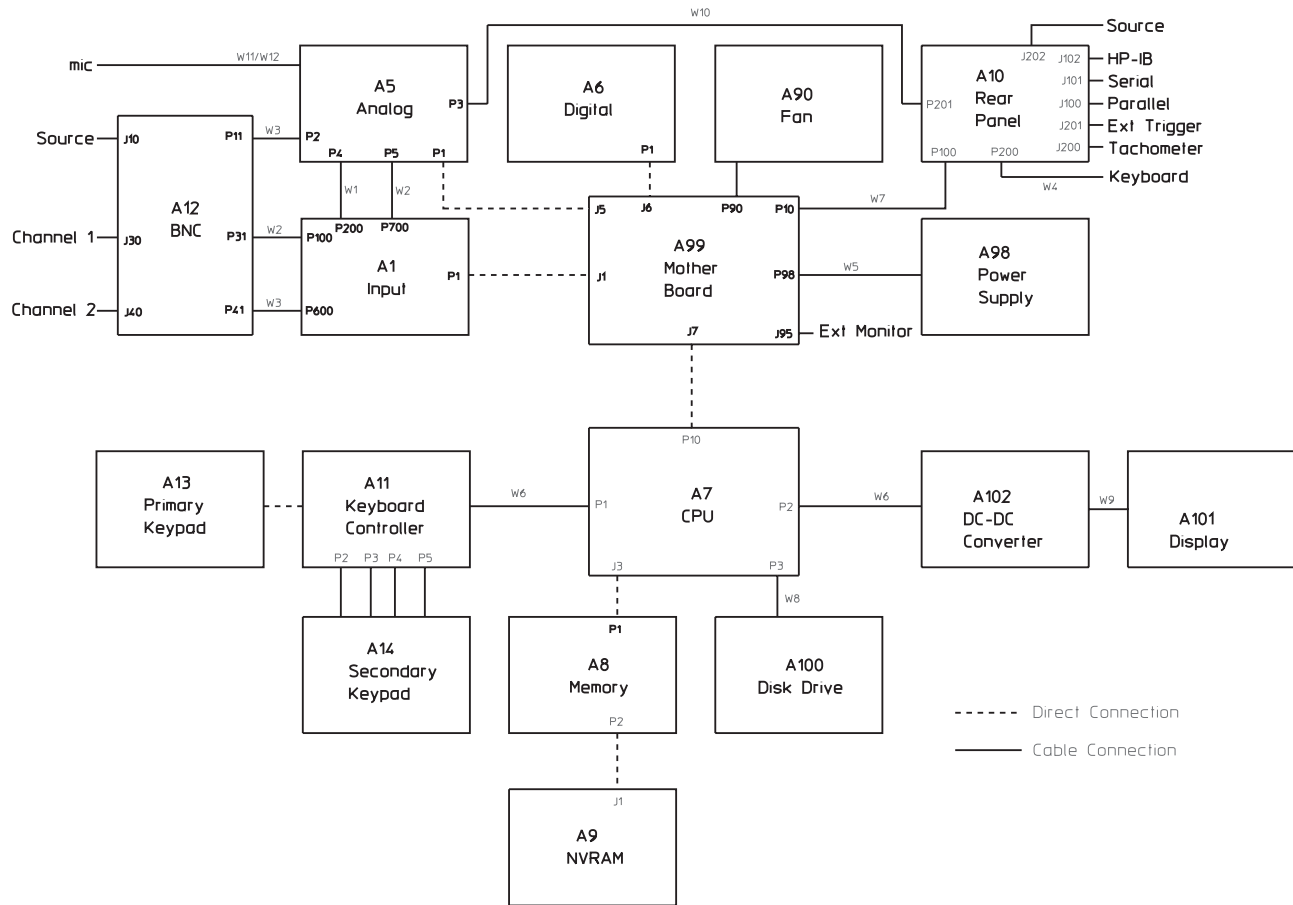 W10
Source
mic
W11/W12
J202
J102
HP-IB
A5
Analog
A6
Digital
A90
Fan
A10
Rear
Panel
J101
Serial
P3
P201
J100
Parallel
J201
Ext Trigger
Source
J10
P11
W3
P2
P4
P5
P1
P1
P100
P200
J200
Tachometer
W4
Keyboard
W1
W2
A12
BNC
J5
J6
P90
P10
W7
P200
P700
Channel 1
J30
P31
W2
P100
A1
Input
P1
J1
A99
Mother
Board
P98
W5
A98
Power
Supply
Channel 2
J40
P41
W3
P600
J7
J95
Ext Monitor
P10
A13
Primary
Keypad
A11
Keyboard
Controller
W6
P1
A7
CPU
P2
W6
A102
DC-DC
Converter
W9
A101
Display
P2
P3
P4
P5
J3
P3
W8
A14
Secondary
Keypad
P1
A8
Memory
P2
A100
Disk Drive
Direct Connection
Cable Connection
J1
A9
NVRAM